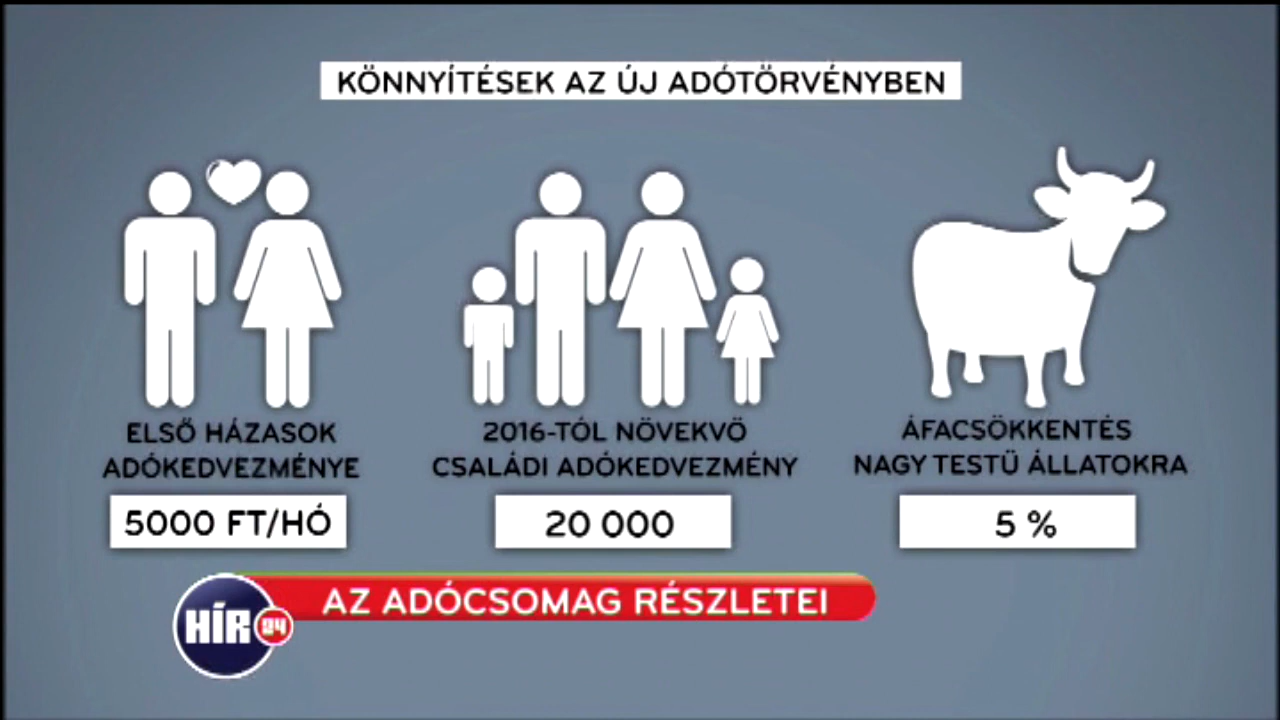 KÖNNYÍTÉSEK AZ ÚJ ADÓTÖRVÉNYBEN
ELSŐ HÁZASOK
ADÓKEDVEZMÉNYE
5000 FT/HÓ
2016-TÓL NÖVEKVŐ
CSALÁDI ADÓKEDVEZMÉNY
20 000
ÁFACSÖKKENTÉS
NAGY TESTŰ ÁLLATOKRA
5 %
AZ ADÓCSOMAG RÉSZLETEI
HÍR 24